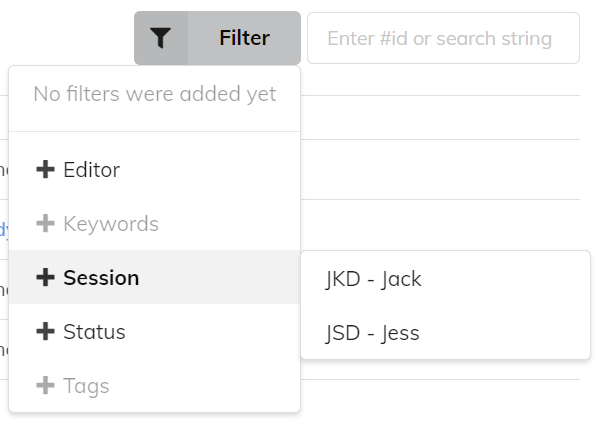 Filter
Enter #id or search string
No filters were added yet
Editor
Keywords
Session
JKD - Jack
Status
JSD - Jess
Tags